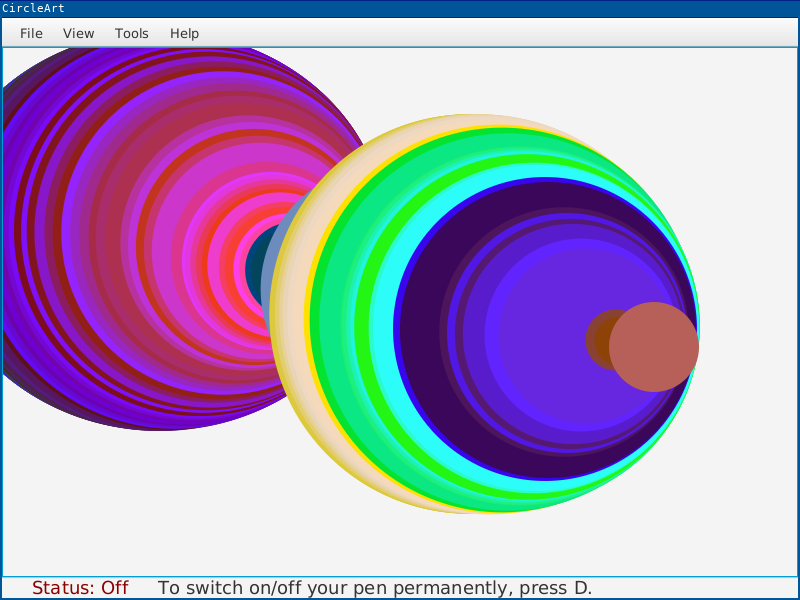 CircleArt
File View Tools Help
Status: Off To switch on/off your pen permanently, press D.